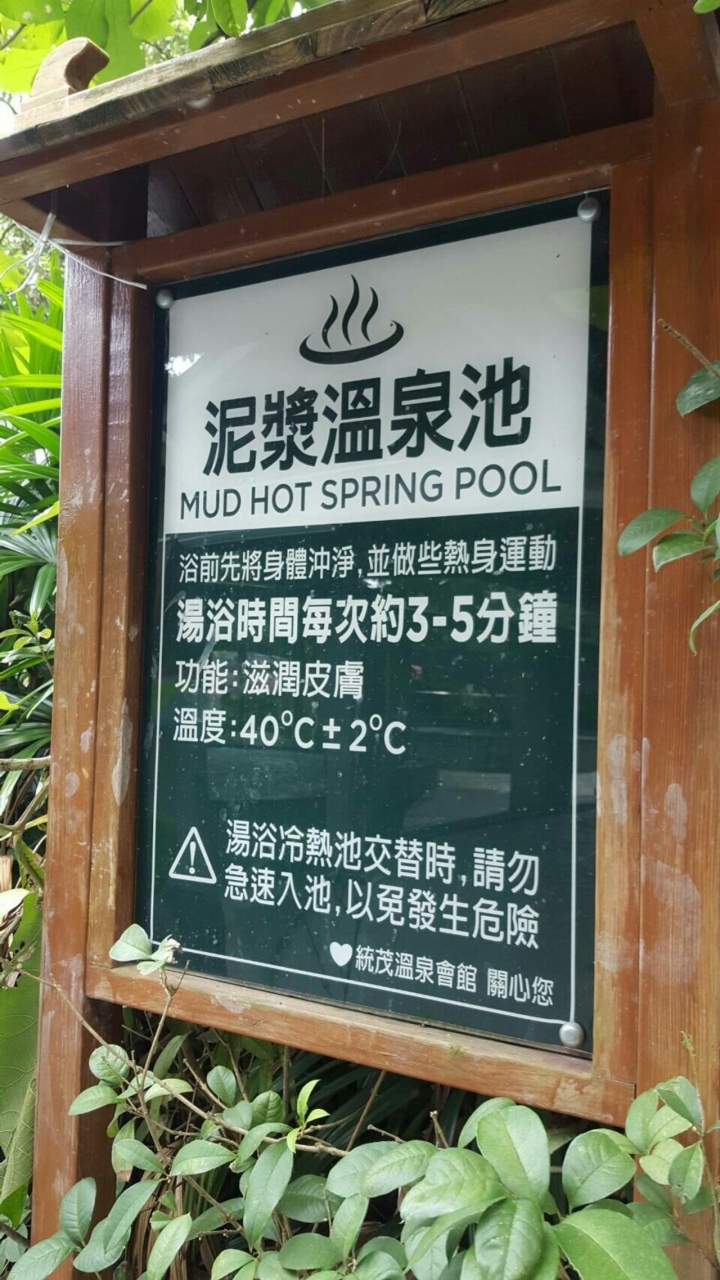 泥漿溫泉池
MUD HOT SPRING POOL
浴前先將身體沖淨,並做些熱身運動
湯浴時間每次約3-5分鐘
功能:滋潤皮膚
溫度:40°C±2°C
湯浴冷熱池交替時,請勿
急速入池,以免發生危險
統茂溫泉會館 關心您